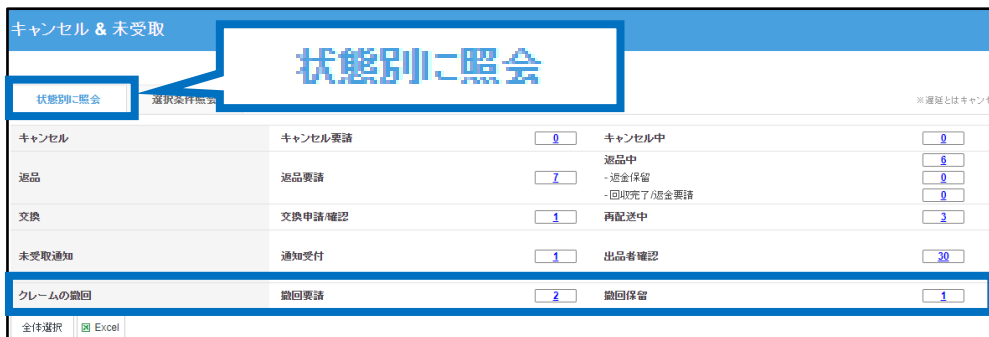 キャンセル & 未受取
状態別に照会
状態別に照会
選択条件照会
※遅延とはキャンセ
キャンセル
キャンセル要請
0
キャンセル中
0
返品
返品要請
7
返品中
6
- 返金保留
0
- 回収完了/返金要請
0
交換
交換申請/確認
1
再配送中
3
未受取通知
通知受付
1
出品者確認
30
クレームの撤回
撤回要請
2
撤回保留
1
全体選択
Excel